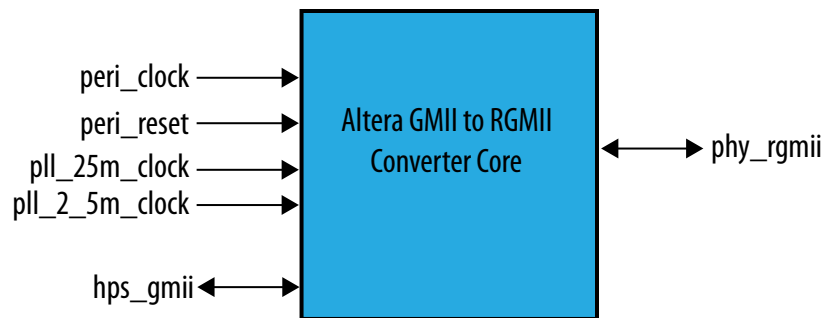 peri_clock
peri_reset
pll_25m_clock
pll_2_5m_clock
hps_gmii
Altera GMII to RGMII
Converter Core
phy_rgmii